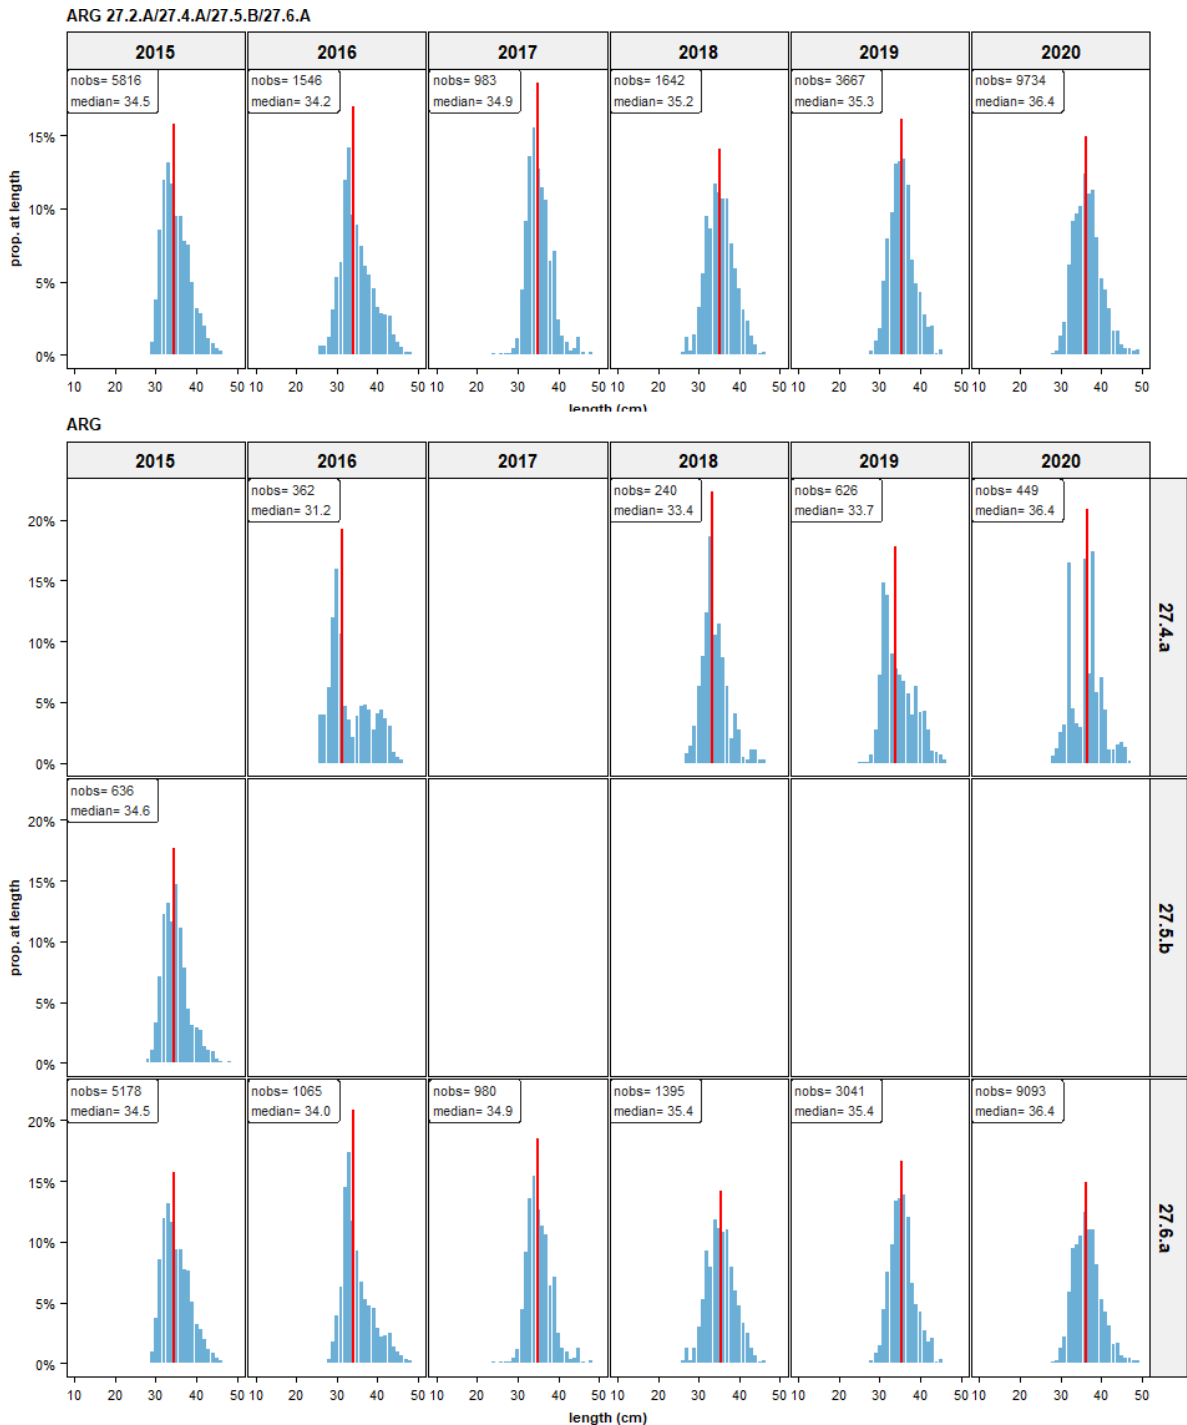 ARG 27.2.A/27.4.A/27.5.B/27.6.A
2015 2016 2017 2018 2019 2020
nobs= 5816 nobs= 1546 nobs= 983 nobs= 1642 nobs= 3667 nobs= 9734
median= 34.5 median= 34.2 median= 34.9 median= 35.2 median= 35.3 median= 36.4
prop. at length
15%
10%
5%
0%
10 20 30 40 50 10 20 30 40 50 10 20 30 40 50 10 20 30 40 50 10 20 30 40 50 10 20 30 40 50
length (cm)
ARG
2015 2016 2017 2018 2019 2020
nobs= 362 nobs= 240 nobs= 626 nobs= 449
median= 31.2 median= 33.4 median= 33.7 median= 36.4
20%
15%
10%
5%
0%
27.4.a
nobs= 636
median= 34.6
prop. at length
20%
15%
10%
5%
0%
27.5.b
nobs= 5178 nobs= 1065 nobs= 980 nobs= 1395 nobs= 3041 nobs= 9093
median= 34.5 median= 34.0 median= 34.9 median= 35.4 median= 35.4 median= 36.4
20%
15%
10%
5%
0%
27.6.a
10 20 30 40 50 10 20 30 40 50 10 20 30 40 50 10 20 30 40 50 10 20 30 40 50 10 20 30 40 50
length (cm)